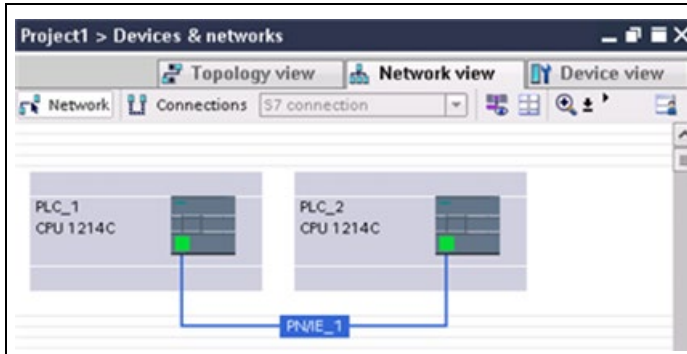 Project1 > Devices & networks
Topology view Network view Device view
Network Connections S7 connection
PLC_1
CPU 1214C
PLC_2
CPU 1214C
PN/IE_1